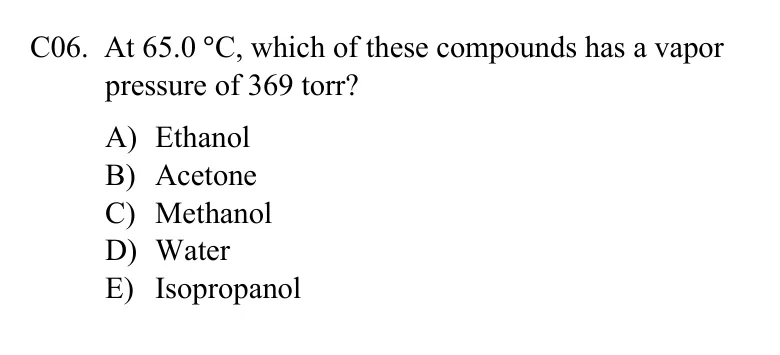 C06. At 65.0 °C, which of these compounds has a vapor
pressure of 369 torr?
A) Ethanol
B) Acetone
C) Methanol
D) Water
E) Isopropanol